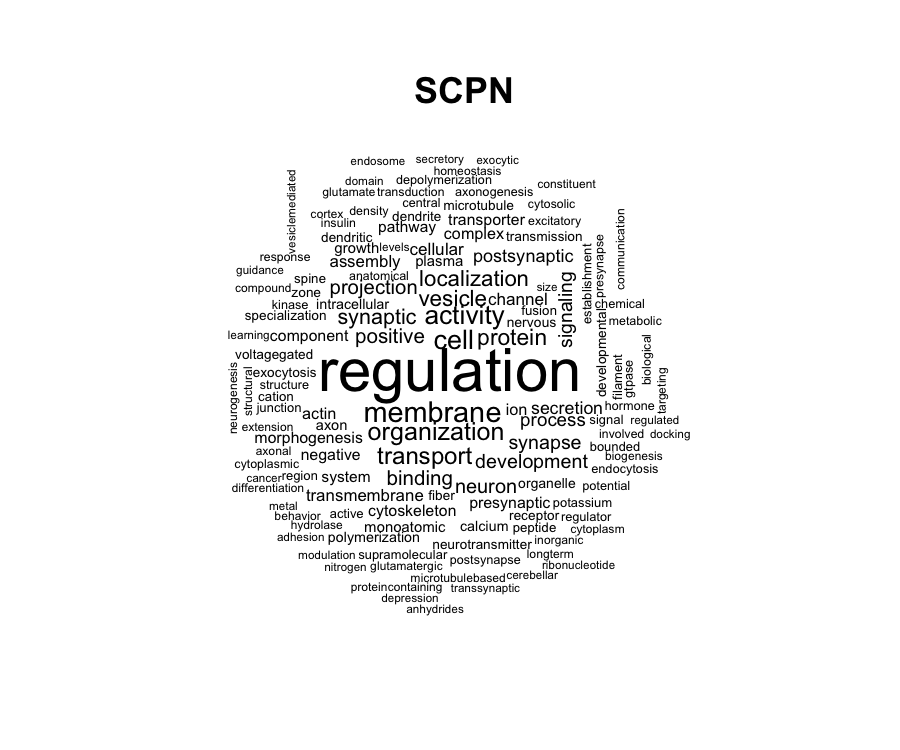 SCPN
endosome secretory exocytic
homeostasis
domain depolymerization constituent
glutamate transduction axonogenesis
vesiclemediated
central microtubule cytosolic
cortex density dendrite transporter excitatory
insulin pathway complex transmission
dendritic
growth levels cellular postsynaptic
response assembly plasma
guidance spine anatomical localization
communication
establishment
presynapse
signaling
compound zone projection size
kinase intracellular vesicle channel chemical
specialization synaptic activity fusion
nervous metabolic
learning component positive cell protein
developmental
voltagegated
regulation
filament
gtpase
biological
targeting
neurogenesis
structural
exocytosis
structure
cation
junction actin membrane ion secretion hormone
extension axon organization process signal regulated
morphogenesis synapse involved docking
axonal negative transport bounded
cytoplasmic development biogenesis
endocytosis
cancer region system binding neuron organelle potential
differentiation transmembrane fiber
metal presynaptic potassium
behavior active cytoskeleton receptor regulator
hydrolase monoatomic calcium peptide cytoplasm
adhesion polymerization neurotransmitter inorganic
modulation supramolecular postsynapse longterm
nitrogen glutamatergic ribonucleotide
microtubulebased cerebellar
proteincontaining transsynaptic
depression
anhydrides